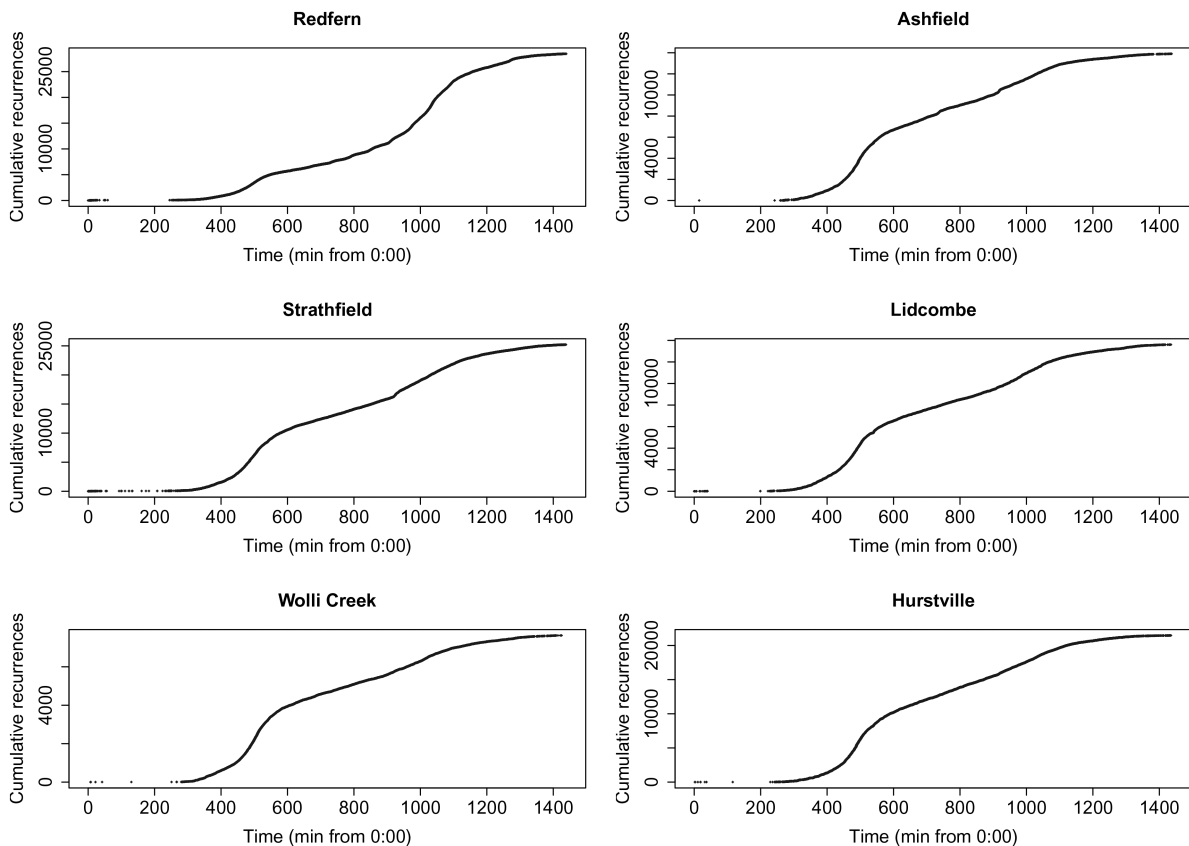 Redfern
Cumulative recurrences
0 10000 25000
0 200 400 600 800 1000 1200 1400
Time (min from 0:00)
Ashfield
Cumulative recurrences
0 4000 10000
0 200 400 600 800 1000 1200 1400
Time (min from 0:00)
Strathfield
Cumulative recurrences
0 10000 25000
0 200 400 600 800 1000 1200 1400
Time (min from 0:00)
Lidcombe
Cumulative recurrences
0 4000 10000
0 200 400 600 800 1000 1200 1400
Time (min from 0:00)
Wolli Creek
Cumulative recurrences
0 4000
0 200 400 600 800 1000 1200 1400
Time (min from 0:00)
Hurstville
Cumulative recurrences
0 10000 20000
0 200 400 600 800 1000 1200 1400
Time (min from 0:00)